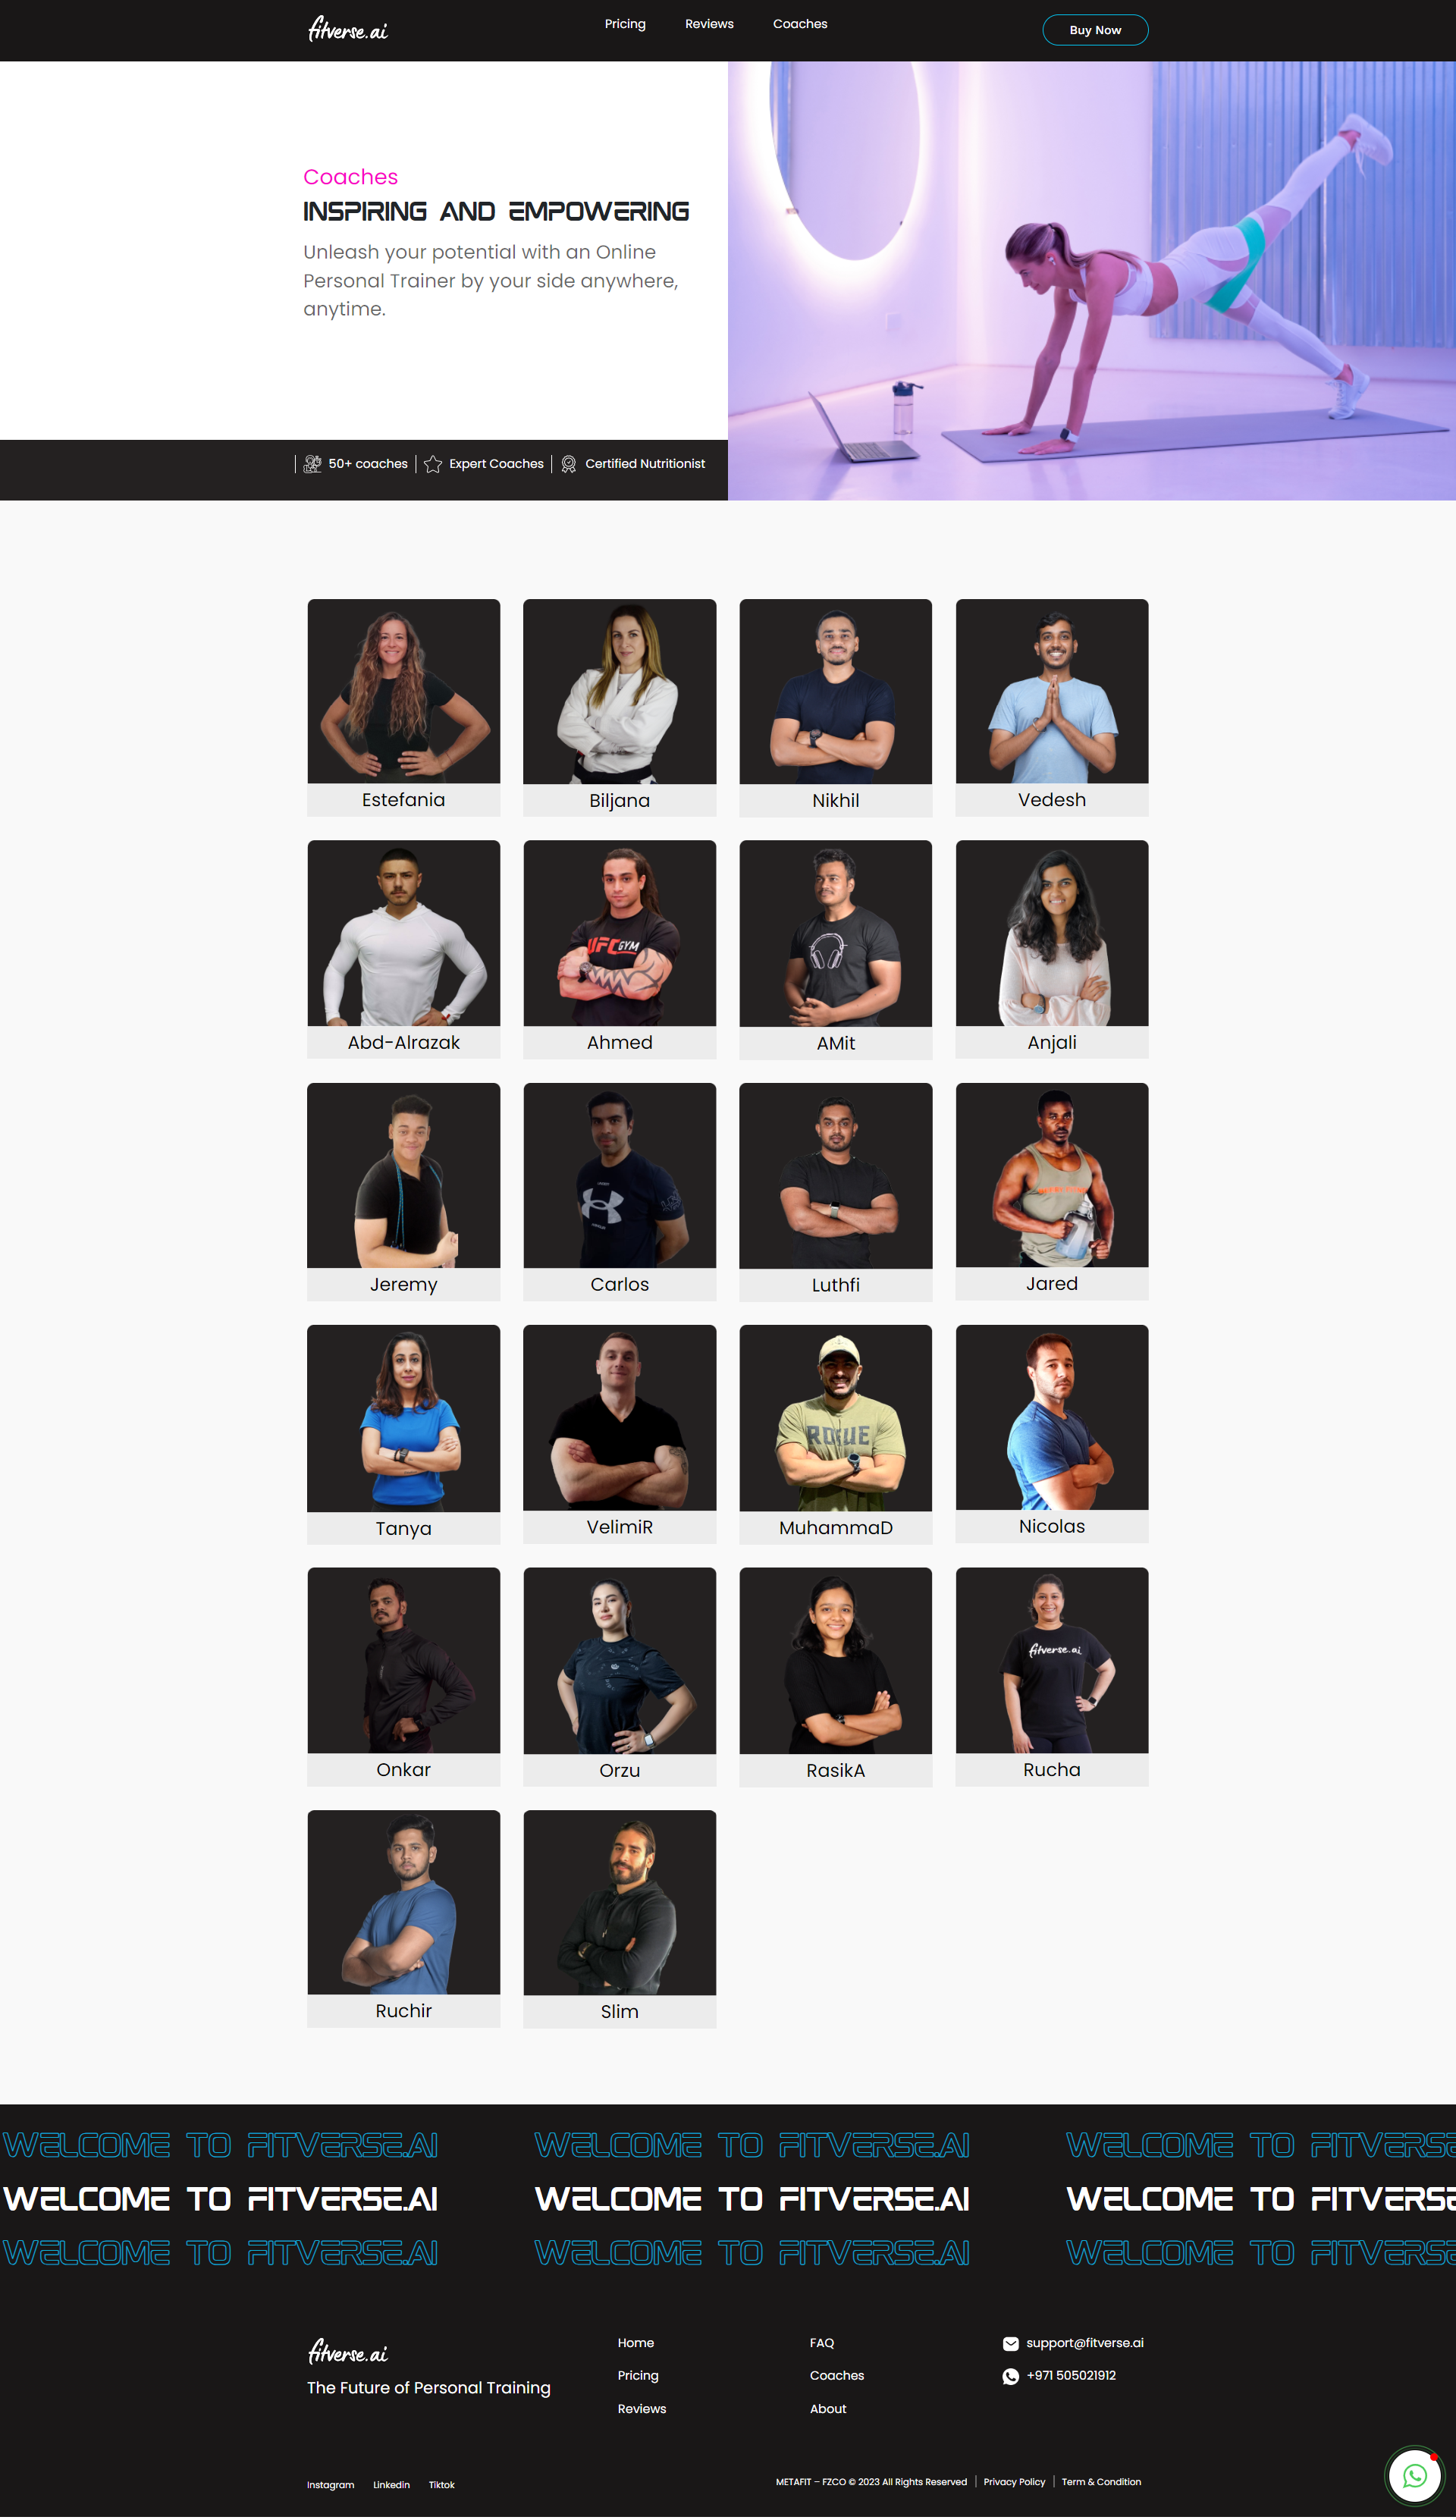 fitverse.ai
Pricing
Reviews
Coaches
Buy Now
Coaches
INSPIRING AND EMPOWERING
Unleash your potential with an Online
Personal Trainer by your side anywhere,
anytime.
50+ coaches
Expert Coaches
Certified Nutritionist
Estefania
Biljana
Nikhil
Vedesh
UFC GYM
Abd-Alrazak
Ahmed
AMit
Anjali
Jeremy
Carlos
Luthfi
Jared
ROGUE
Tanya
VelimiR
MuhammaD
Nicolas
fitverse.ai
Onkar
Orzu
RasikA
Rucha
Ruchir
Slim
WELCOME TO FITVERSE.AI WELCOME TO FITVERSE.AI WELCOME TO FITVERSE
WELCOME TO FITVERSE.AI WELCOME TO FITVERSE.AI WELCOME TO FITVERSE
WELCOME TO FITVERSE.AI WELCOME TO FITVERSE.AI WELCOME TO FITVERSE
fitverse.ai
The Future of Personal Training
Home
Pricing
Reviews
FAQ
Coaches
About
support@fitverse.ai
+971 505021912
Instagram
Linkedin
Tiktok
METAFIT – FZCO © 2023 All Rights Reserved
Privacy Policy
Term & Condition